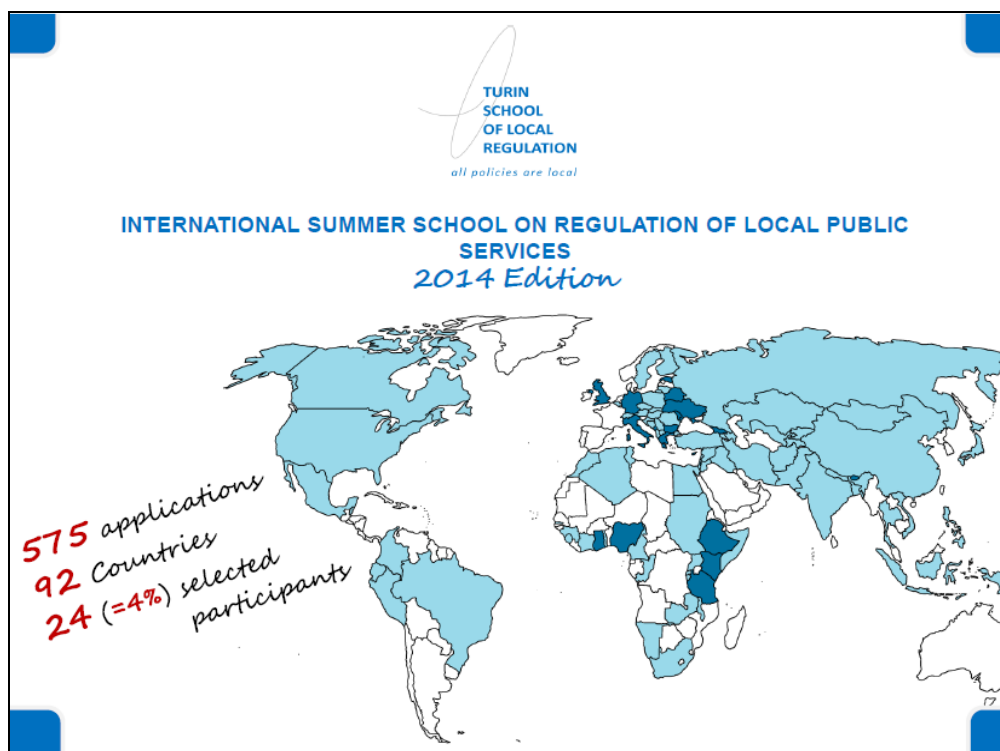 TURIN
SCHOOL
OF LOCAL
REGULATION
all policies are local
INTERNATIONAL SUMMER SCHOOL ON REGULATION OF LOCAL PUBLIC
SERVICES
2014 Edition
575 applications
92 Countries
24 (=4%) selected
participants